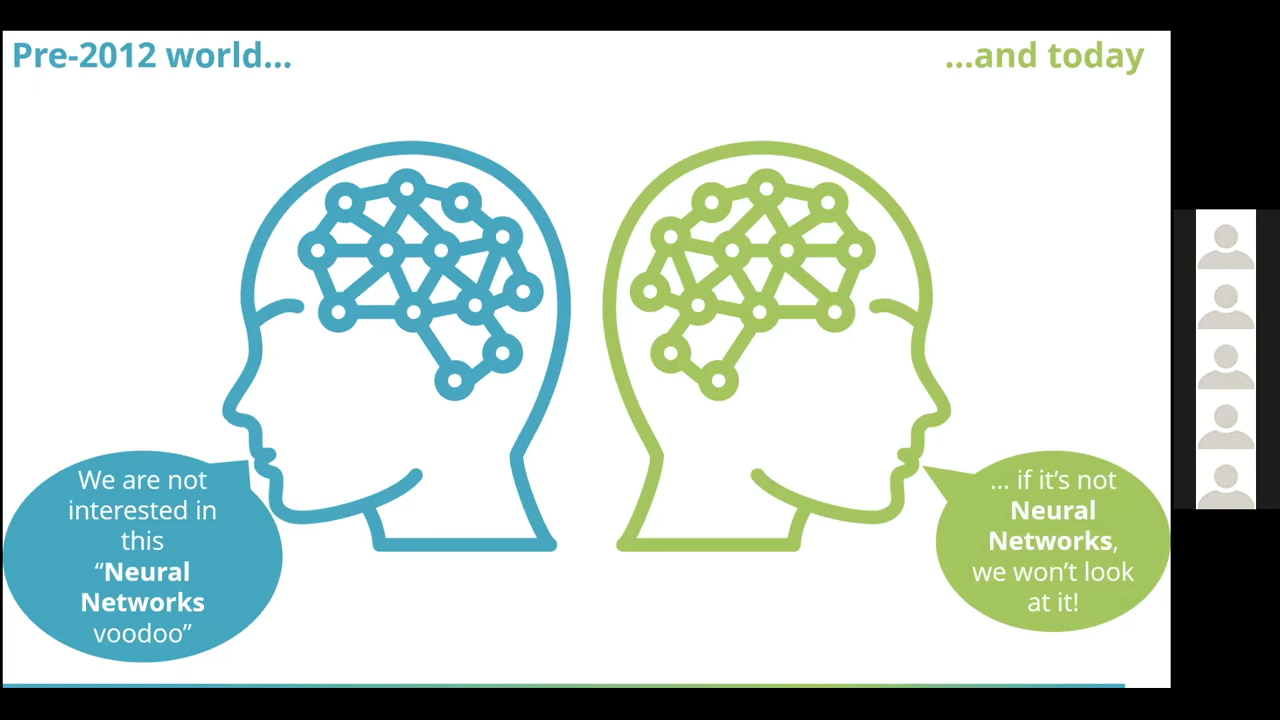 Pre-2012 world...
...and today
We are not
interested in
this
“Neural
Networks
voodoo”
... if it’s not
Neural
Networks,
we won’t look
at it!